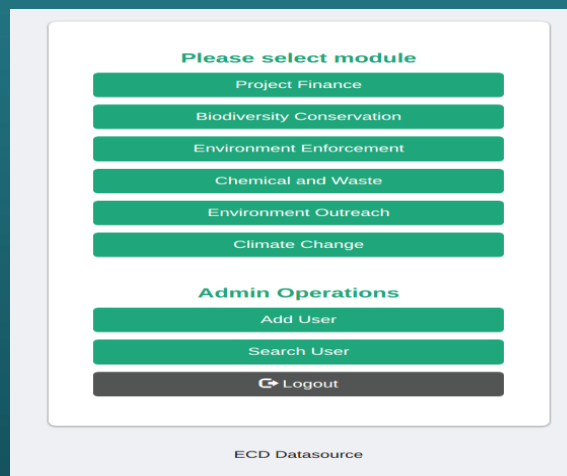 Please select module
Project Finance
Biodiversity Conservation
Environment Enforcement
Chemical and Waste
Environment Outreach
Climate Change
Admin Operations
Add User
Search User
Logout
ECD Datasource